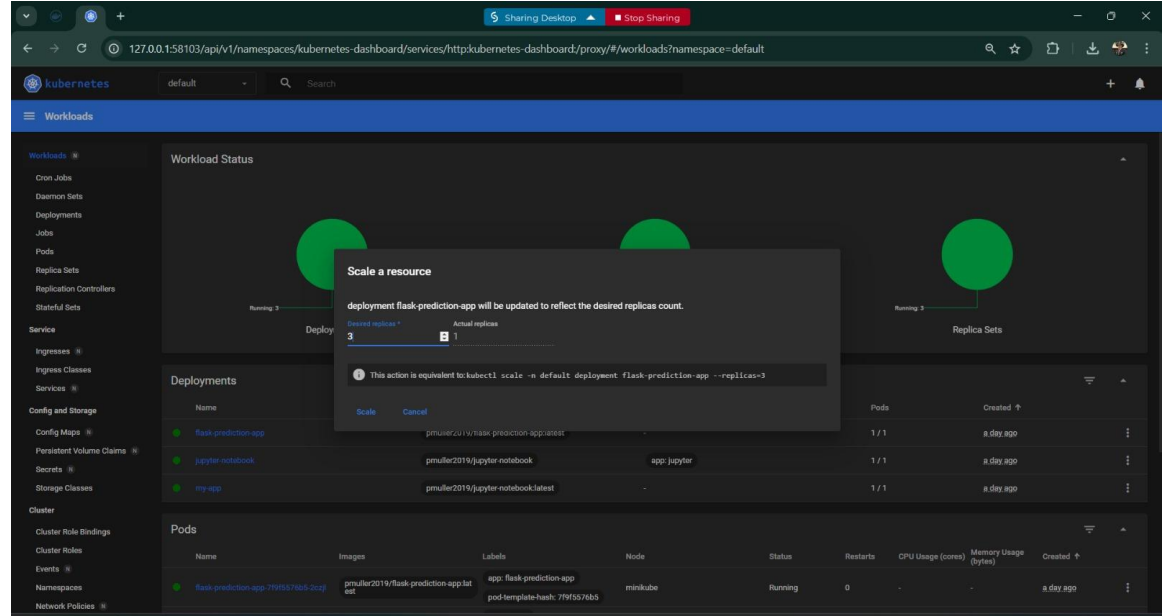 Sharing Desktop
Stop Sharing
127.0.0.1:58103/api/v1/namespaces/kubernetes-dashboard/services/http:kubernetes-dashboard:/proxy/#/workloads?namespace=default
kubernetes
default
Search
Workloads
Workloads N
Cron Jobs
Daemon Sets
Deployments
Jobs
Pods
Replica Sets
Replication Controllers
Stateful Sets
Service
Ingresses N
Ingress Classes
Services N
Config and Storage
Config Maps N
Persistent Volume Claims N
Secrets N
Storage Classes
Cluster
Cluster Role Bindings
Cluster Roles
Events N
Namespaces
Network Policies N
Workload Status
Running: 3
Running: 3
Deploy
Replica Sets
Scale a resource
deployment flask-prediction-app will be updated to reflect the desired replicas count.
Desired replicas * Actual replicas
3 1
This action is equivalent to: kubectl scale -n default deployment flask-prediction-app --replicas=3
Scale Cancel
Deployments
Name Pods Created
flask-prediction-app pmuller2019/flask-prediction-app:latest - 1 / 1 a day ago
jupyter-notebook pmuller2019/jupyter-notebook app: jupyter 1 / 1 a day ago
my-app pmuller2019/jupyter-notebook:latest - 1 / 1 a day ago
Pods
Name Images Labels Node Status Restarts CPU Usage (cores) Memory Usage (bytes) Created
flask-prediction-app-7f9f5576b5-2czjl pmuller2019/flask-prediction-app:lat
est
app: flask-prediction-app
pod-template-hash: 7f9f5576b5
minikube Running 0 - - a day ago